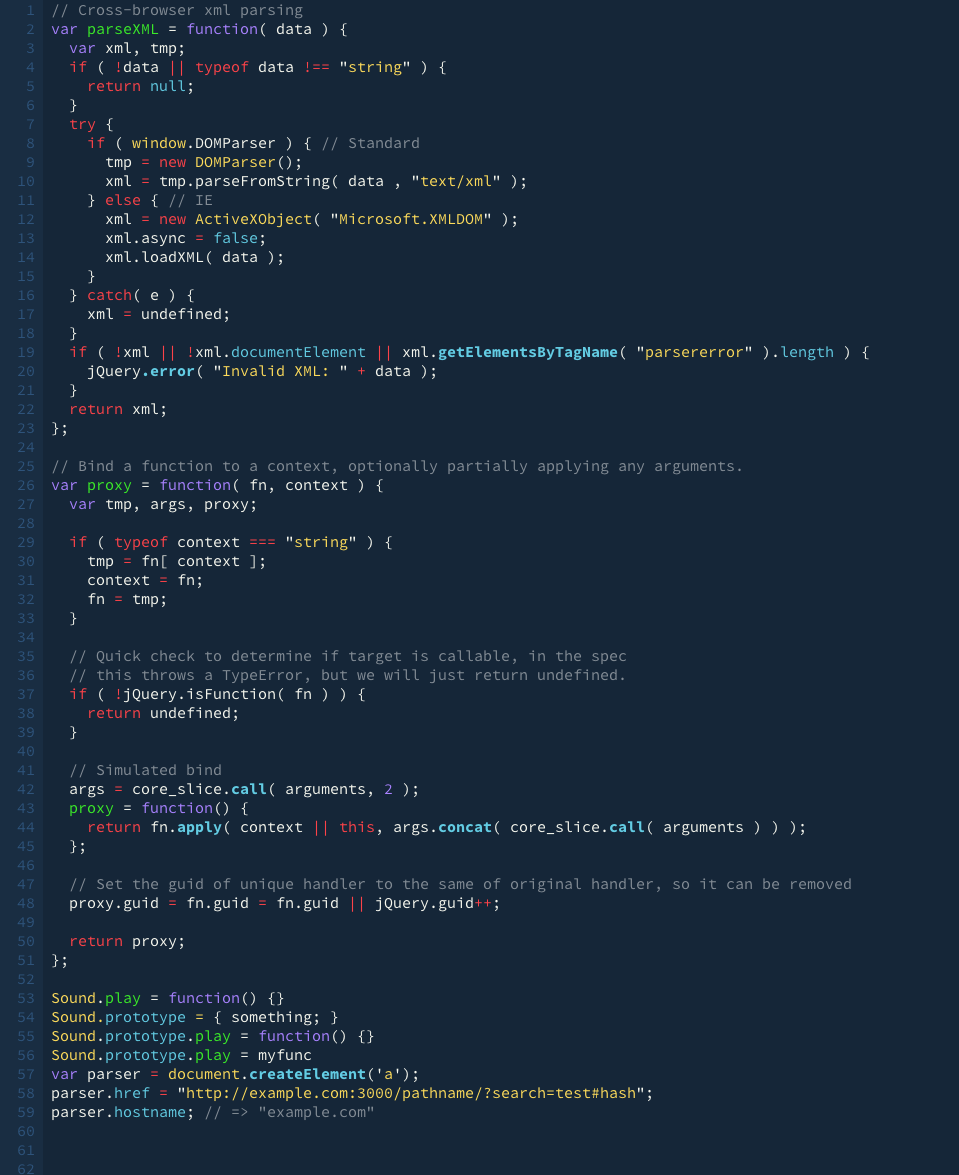 1 // Cross-browser xml parsing
2 var parseXML = function( data ) {
3   var xml, tmp;
4   if ( !data || typeof data !== "string" ) {
5     return null;
6   }
7   try {
8     if ( window.DOMParser ) { // Standard
9       tmp = new DOMParser();
10       xml = tmp.parseFromString( data , "text/xml" );
11     } else { // IE
12       xml = new ActiveXObject( "Microsoft.XMLDOM" );
13       xml.async = false;
14       xml.loadXML( data );
15     }
16   } catch( e ) {
17     xml = undefined;
18   }
19   if ( !xml || !xml.documentElement || xml.getElementsByTagName( "parsererror" ).length ) {
20     jQuery.error( "Invalid XML: " + data );
21   }
22   return xml;
23 };
24
25 // Bind a function to a context, optionally partially applying any arguments.
26 var proxy = function( fn, context ) {
27   var tmp, args, proxy;
28
29   if ( typeof context === "string" ) {
30     tmp = fn[ context ];
31     context = fn;
32     fn = tmp;
33   }
34
35   // Quick check to determine if target is callable, in the spec
36   // this throws a TypeError, but we will just return undefined.
37   if ( !jQuery.isFunction( fn ) ) {
38     return undefined;
39   }
40
41   // Simulated bind
42   args = core_slice.call( arguments, 2 );
43   proxy = function() {
44     return fn.apply( context || this, args.concat( core_slice.call( arguments ) ) );
45   };
46
47   // Set the guid of unique handler to the same of original handler, so it can be removed
48   proxy.guid = fn.guid = fn.guid || jQuery.guid++;
49
50   return proxy;
51 };
52
53 Sound.play = function() {}
54 Sound.prototype = { something; }
55 Sound.prototype.play = function() {}
56 Sound.prototype.play = myfunc
57 var parser = document.createElement('a');
58 parser.href = "http://example.com:3000/pathname/?search=test#hash";
59 parser.hostname; // => "example.com"
60
61
62